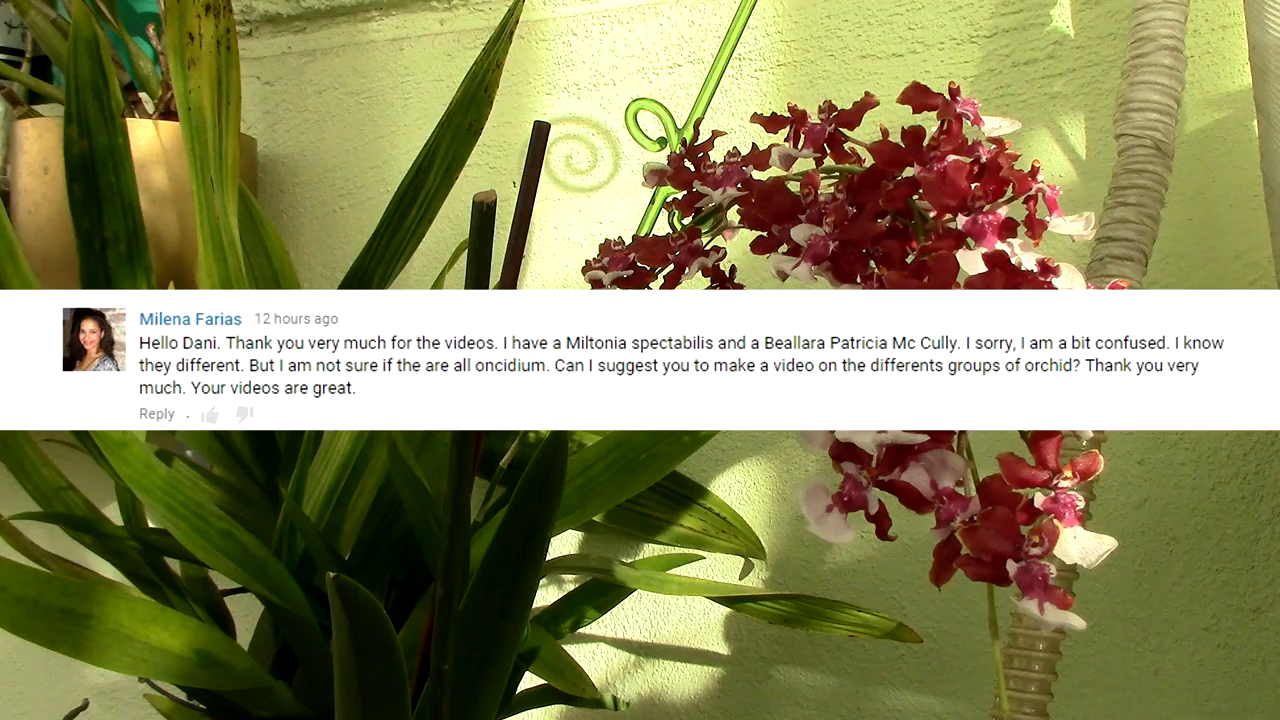 Milena Farias 12 hours ago
Hello Dani. Thank you very much for the videos. I have a Miltonia spectabilis and a Beallara Patricia Mc Cully. I sorry, I am a bit confused. I know
they different. But I am not sure if the are all oncidium. Can I suggest you to make a video on the differents groups of orchid? Thank you very
much. Your videos are great.
Reply .